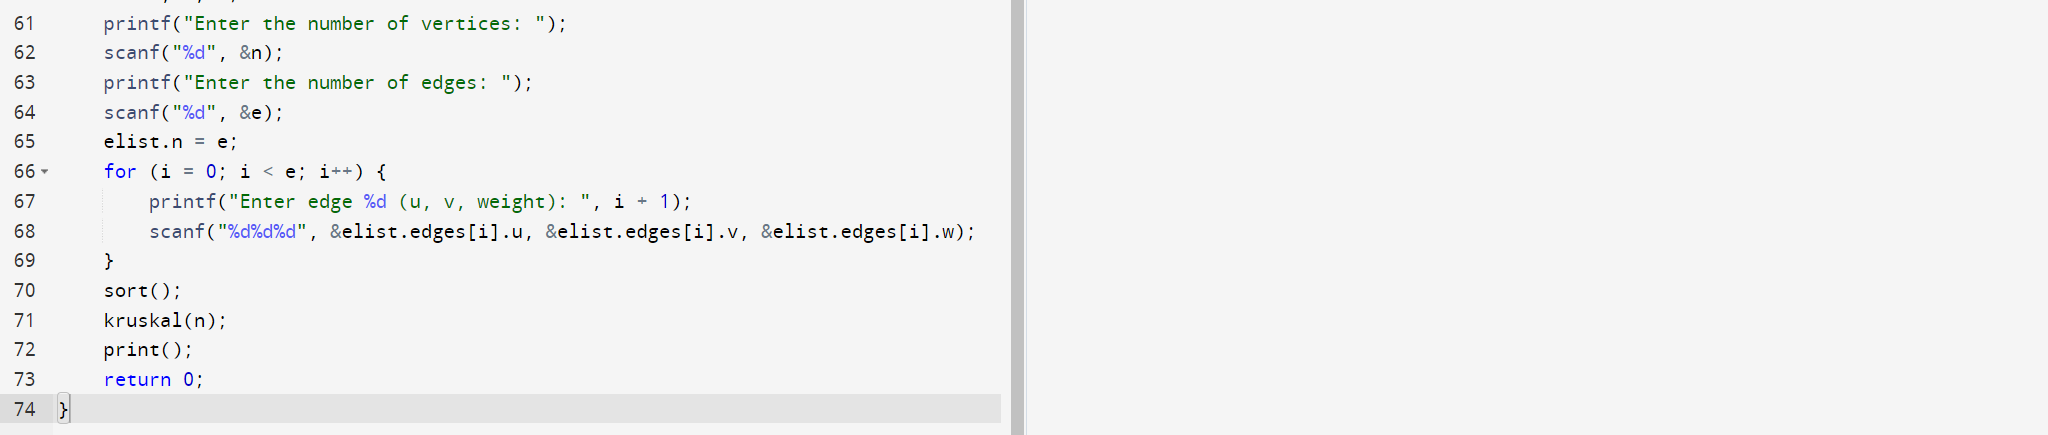 61 printf("Enter the number of vertices: ");
62 scanf("%d", &n);
63 printf("Enter the number of edges: ");
64 scanf("%d", &e);
65 elist.n = e;
66 for (i = 0; i < e; i++) {
67 printf("Enter edge %d (u, v, weight): ", i + 1);
68 scanf("%d%d%d", &elist.edges[i].u, &elist.edges[i].v, &elist.edges[i].w);
69 }
70 sort();
71 kruskal(n);
72 print();
73 return 0;
74 }